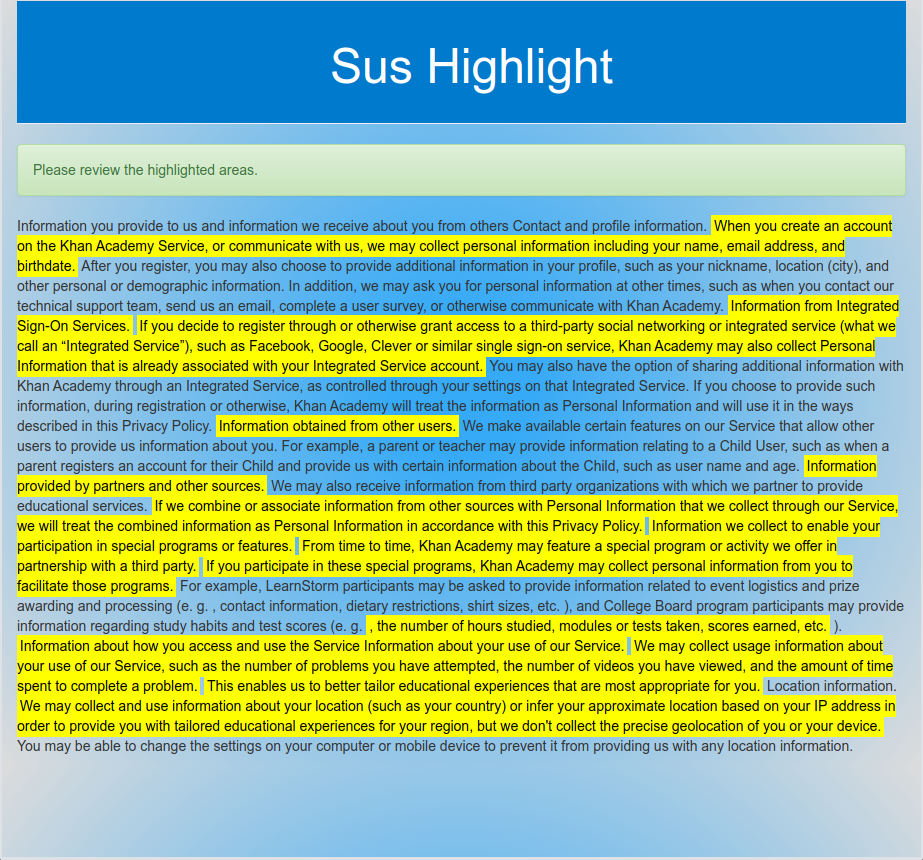 Sus Highlight
Please review the highlighted areas.
Information you provide to us and information we receive about you from others Contact and profile information. When you create an account
on the Khan Academy Service, or communicate with us, we may collect personal information including your name, email address, and
birthdate. After you register, you may also choose to provide additional information in your profile, such as your nickname, location (city), and
other personal or demographic information. In addition, we may ask you for personal information at other times, such as when you contact our
technical support team, send us an email, complete a user survey, or otherwise communicate with Khan Academy. Information from Integrated
Sign-On Services. If you decide to register through or otherwise grant access to a third-party social networking or integrated service (what we
call an “Integrated Service”), such as Facebook, Google, Clever or similar single sign-on service, Khan Academy may also collect Personal
Information that is already associated with your Integrated Service account. You may also have the option of sharing additional information with
Khan Academy through an Integrated Service, as controlled through your settings on that Integrated Service. If you choose to provide such
information, during registration or otherwise, Khan Academy will treat the information as Personal Information and will use it in the ways
described in this Privacy Policy. Information obtained from other users. We make available certain features on our Service that allow other
users to provide us information about you. For example, a parent or teacher may provide information relating to a Child User, such as when a
parent registers an account for their Child and provide us with certain information about the Child, such as user name and age. Information
provided by partners and other sources. We may also receive information from third party organizations with which we partner to provide
educational services. If we combine or associate information from other sources with Personal Information that we collect through our Service,
we will treat the combined information as Personal Information in accordance with this Privacy Policy. Information we collect to enable your
participation in special programs or features. From time to time, Khan Academy may feature a special program or activity we offer in
partnership with a third party. If you participate in these special programs, Khan Academy may collect personal information from you to
facilitate those programs. For example, LearnStorm participants may be asked to provide information related to event logistics and prize
awarding and processing (e. g. , contact information, dietary restrictions, shirt sizes, etc. ), and College Board program participants may provide
information regarding study habits and test scores (e. g. , the number of hours studied, modules or tests taken, scores earned, etc. ).
Information about how you access and use the Service Information about your use of our Service. We may collect usage information about
your use of our Service, such as the number of problems you have attempted, the number of videos you have viewed, and the amount of time
spent to complete a problem. This enables us to better tailor educational experiences that are most appropriate for you. Location information.
We may collect and use information about your location (such as your country) or infer your approximate location based on your IP address in
order to provide you with tailored educational experiences for your region, but we don't collect the precise geolocation of you or your device.
You may be able to change the settings on your computer or mobile device to prevent it from providing us with any location information.